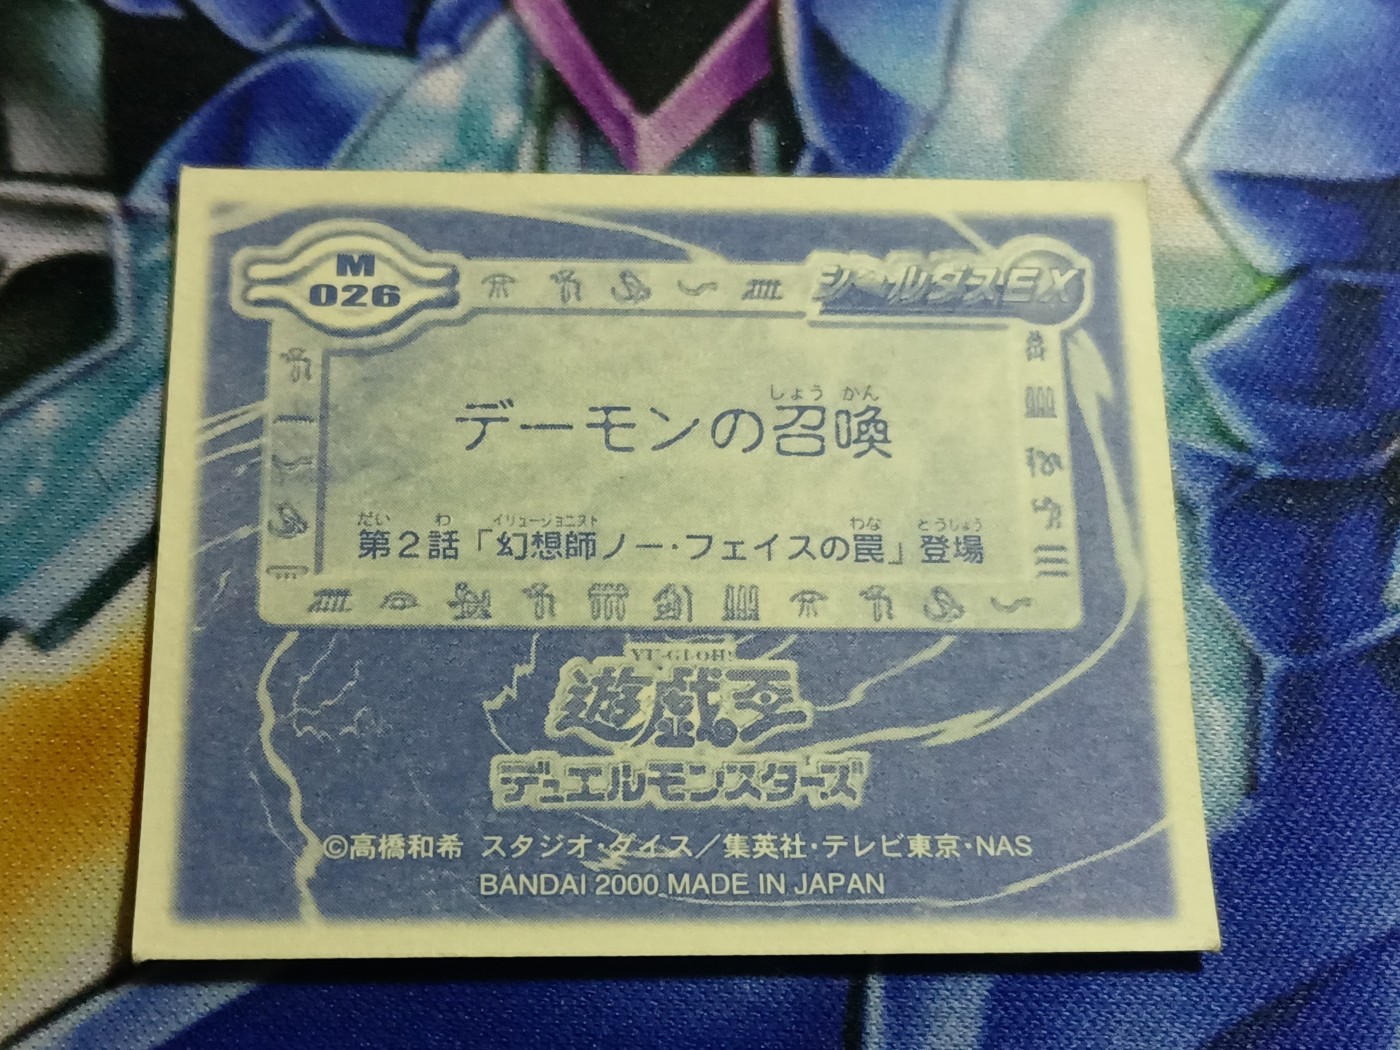 M
026
シールダスEX
しょう かん
デーモンの召喚
だい わ イリュージョニスト わな とうじょう
第2話「幻想師ノー・フェイスの罠」登場
YU-GI-OH!
遊戯王
デュエルモンスターズ
©高橋和希 スタジオ・ダイス／集英社・テレビ東京・NAS
BANDAI 2000 MADE IN JAPAN